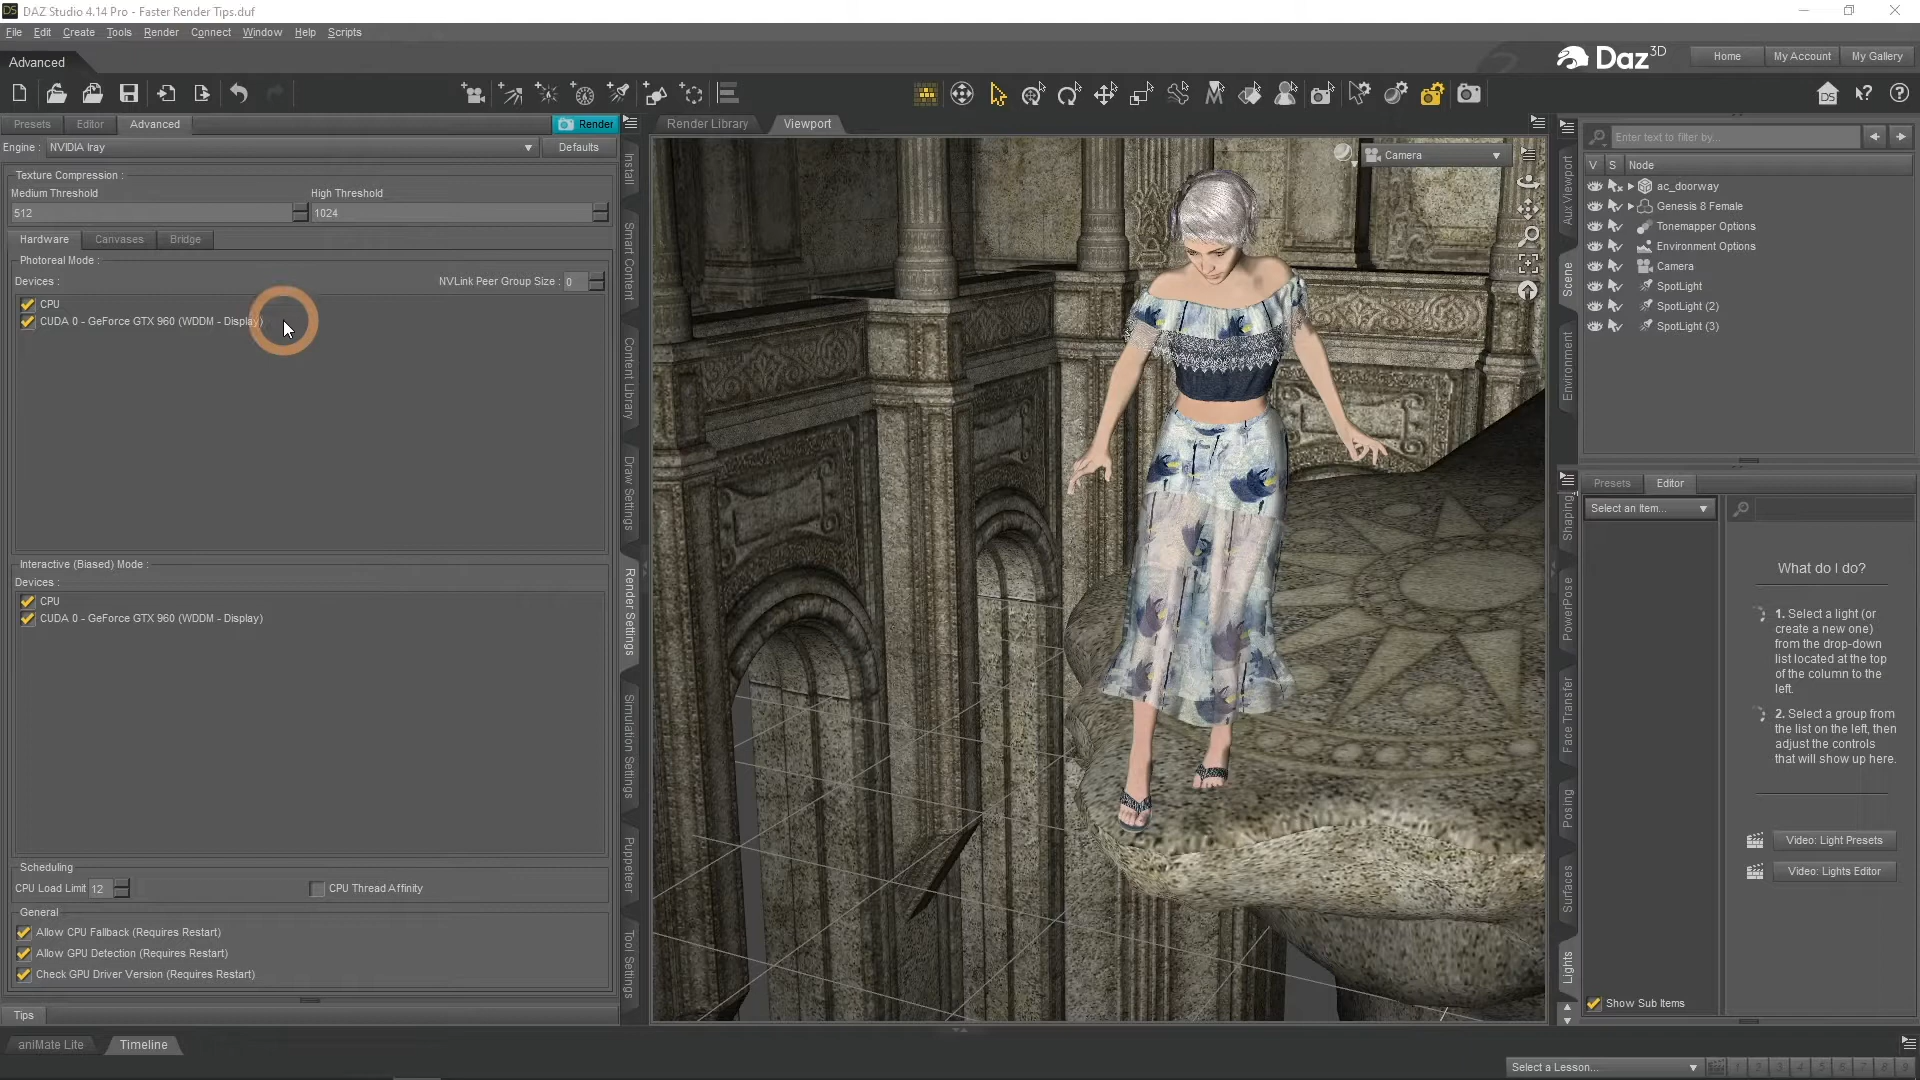 DAZ Studio 4.14 Pro - Faster Render Tips.duf
File Edit Create Tools Render Connect Window Help Scripts
Advanced
Daz 3D
Home My Account My Gallery
Presets Editor Advanced Render
Engine : NVIDIA Iray Defaults
Texture Compression :
Medium Threshold High Threshold
512 1024
Hardware Canvases Bridge
Photoreal Mode :
Devices : NVLink Peer Group Size : 0
CPU
CUDA 0 - GeForce GTX 960 (WDDM - Display)
Interactive (Biased) Mode :
Devices :
CPU
CUDA 0 - GeForce GTX 960 (WDDM - Display)
Scheduling
CPU Load Limit 12 CPU Thread Affinity
General
Allow CPU Fallback (Requires Restart)
Allow GPU Detection (Requires Restart)
Check GPU Driver Version (Requires Restart)
Tips
aniMate Lite Timeline
Install
Smart Content
Content Library
Draw Settings
Render Settings
Simulation Settings
Puppeteer
Tool Settings
Render Library Viewport
Camera
Aux Viewport
Scene
Environment
Enter text to filter by...
V S Node
ac_doorway
Genesis 8 Female
Tonemapper Options
Environment Options
Camera
SpotLight
SpotLight (2)
SpotLight (3)
Shaping
PowerPose
Face Transfer
Posing
Surfaces
Lights
Presets Editor
Select an Item...
What do I do?
1. Select a light (or
create a new one)
from the drop-down
list located at the top
of the column to the
left.
2. Select a group from
the list on the left, then
adjust the controls
that will show up here.
Video: Light Presets
Video: Lights Editor
Show Sub Items
Select a Lesson...
1 2 3 4 5 6 7 8 9